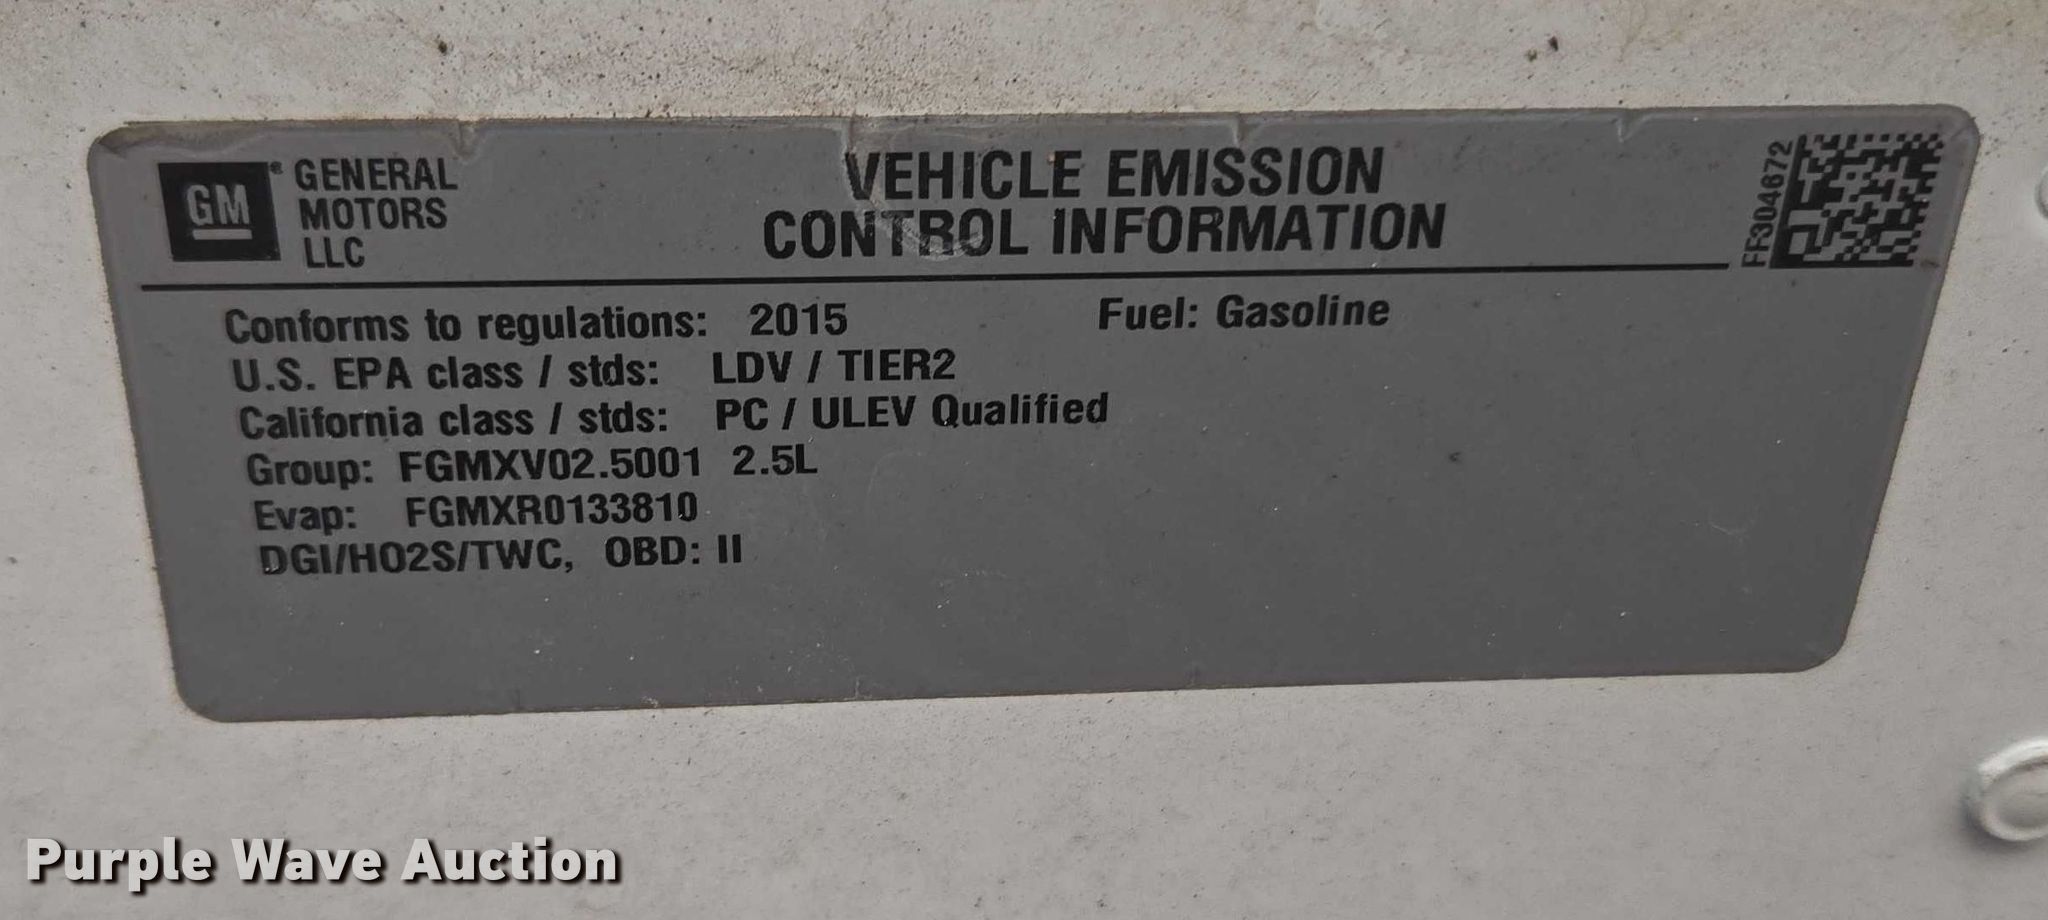 GM
GENERAL
MOTORS
LLC
VEHICLE EMISSION
CONTROL INFORMATION
FF304672
Conforms to regulations: 2015 Fuel: Gasoline
U.S. EPA class / stds: LDV / TIER2
California class / stds: PC / ULEV Qualified
Group: FGMXV02.5001 2.5L
Evap: FGMXR0133810
DGI/HO2S/TWC, OBD: II
Purple Wave Auction